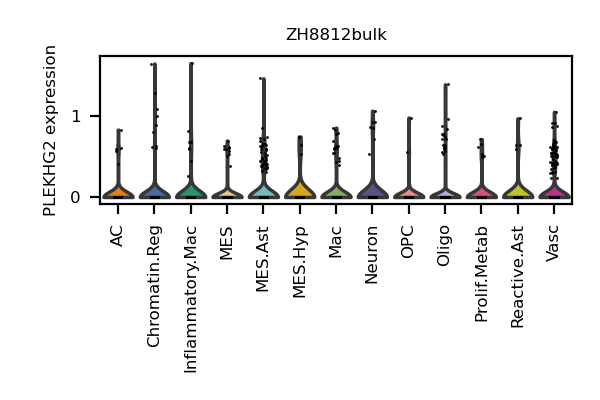 ZH8812bulk
PLEKHG2 expression
1
0
AC
Chromatin.Reg
Inflammatory.Mac
MES
MES.Ast
MES.Hyp
Mac
Neuron
OPC
Oligo
Prolif.Metab
Reactive.Ast
Vasc